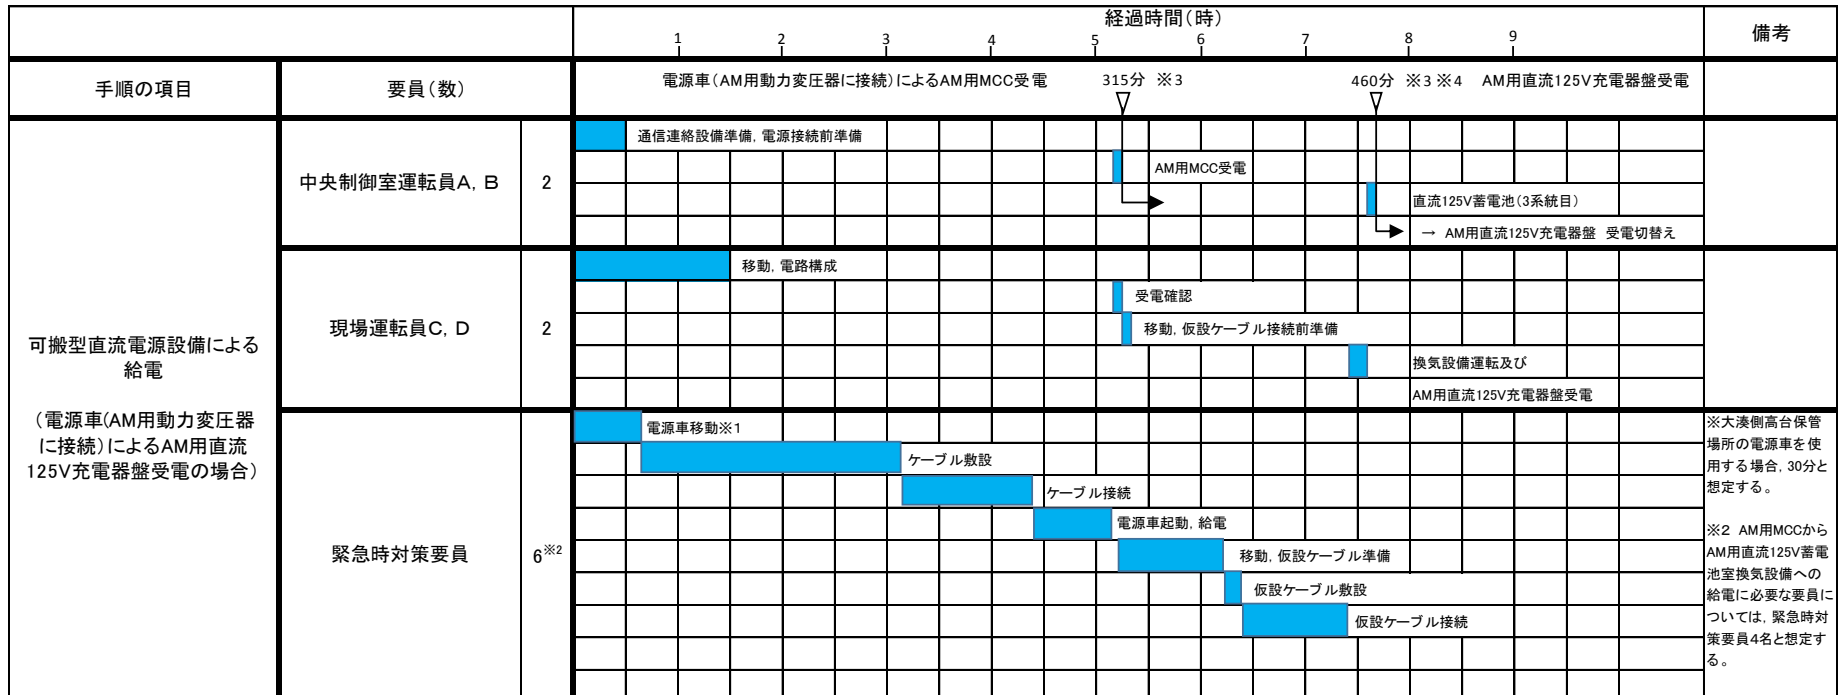 経過時間(時)
備考
1 2 3 4 5 6 7 8 9
手順の項目
要員(数)
電源車(AM用動力変圧器に接続)によるAM用MCC受電
315分 ※3
460分 ※3 ※4 AM用直流125V充電器盤受電
可搬型直流電源設備による
給電
(電源車(AM用動力変圧器
に接続)によるAM用直流
125V充電器盤受電の場合)
中央制御室運転員A, B
2
通信連絡設備準備, 電源接続前準備
AM用MCC受電
直流125V蓄電池(3系統目)
→ AM用直流125V充電器盤 受電切替え
現場運転員C, D
2
移動, 電路構成
受電確認
移動, 仮設ケーブル接続前準備
換気設備運転及び
AM用直流125V充電器盤受電
緊急時対策要員
6※2
電源車移動※1
ケーブル敷設
ケーブル接続
電源車起動, 給電
移動, 仮設ケーブル準備
仮設ケーブル敷設
仮設ケーブル接続
※大湊側高台保管
場所の電源車を使
用する場合, 30分と
想定する。
※2 AM用MCCから
AM用直流125V蓄電
池室換気設備への
給電に必要な要員に
ついては, 緊急時対
策要員4名と想定す
る。